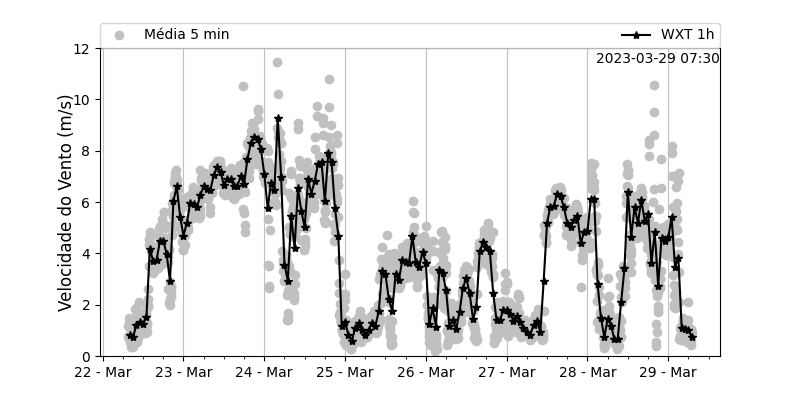 Média 5 min
WXT 1h
2023-03-29 07:30
Velocidade do Vento (m/s)
12
10
8
6
4
2
0
22 - Mar
23 - Mar
24 - Mar
25 - Mar
26 - Mar
27 - Mar
28 - Mar
29 - Mar